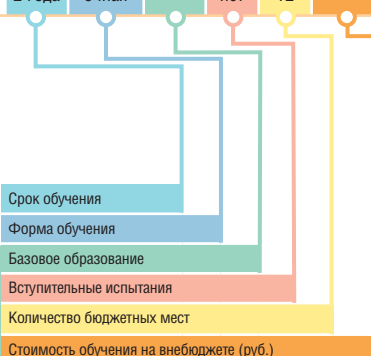 Срок обучения
Форма обучения
Базовое образование
Вступительные испытания
Количество бюджетных мест
Стоимость обучения на внебюджете (руб.)